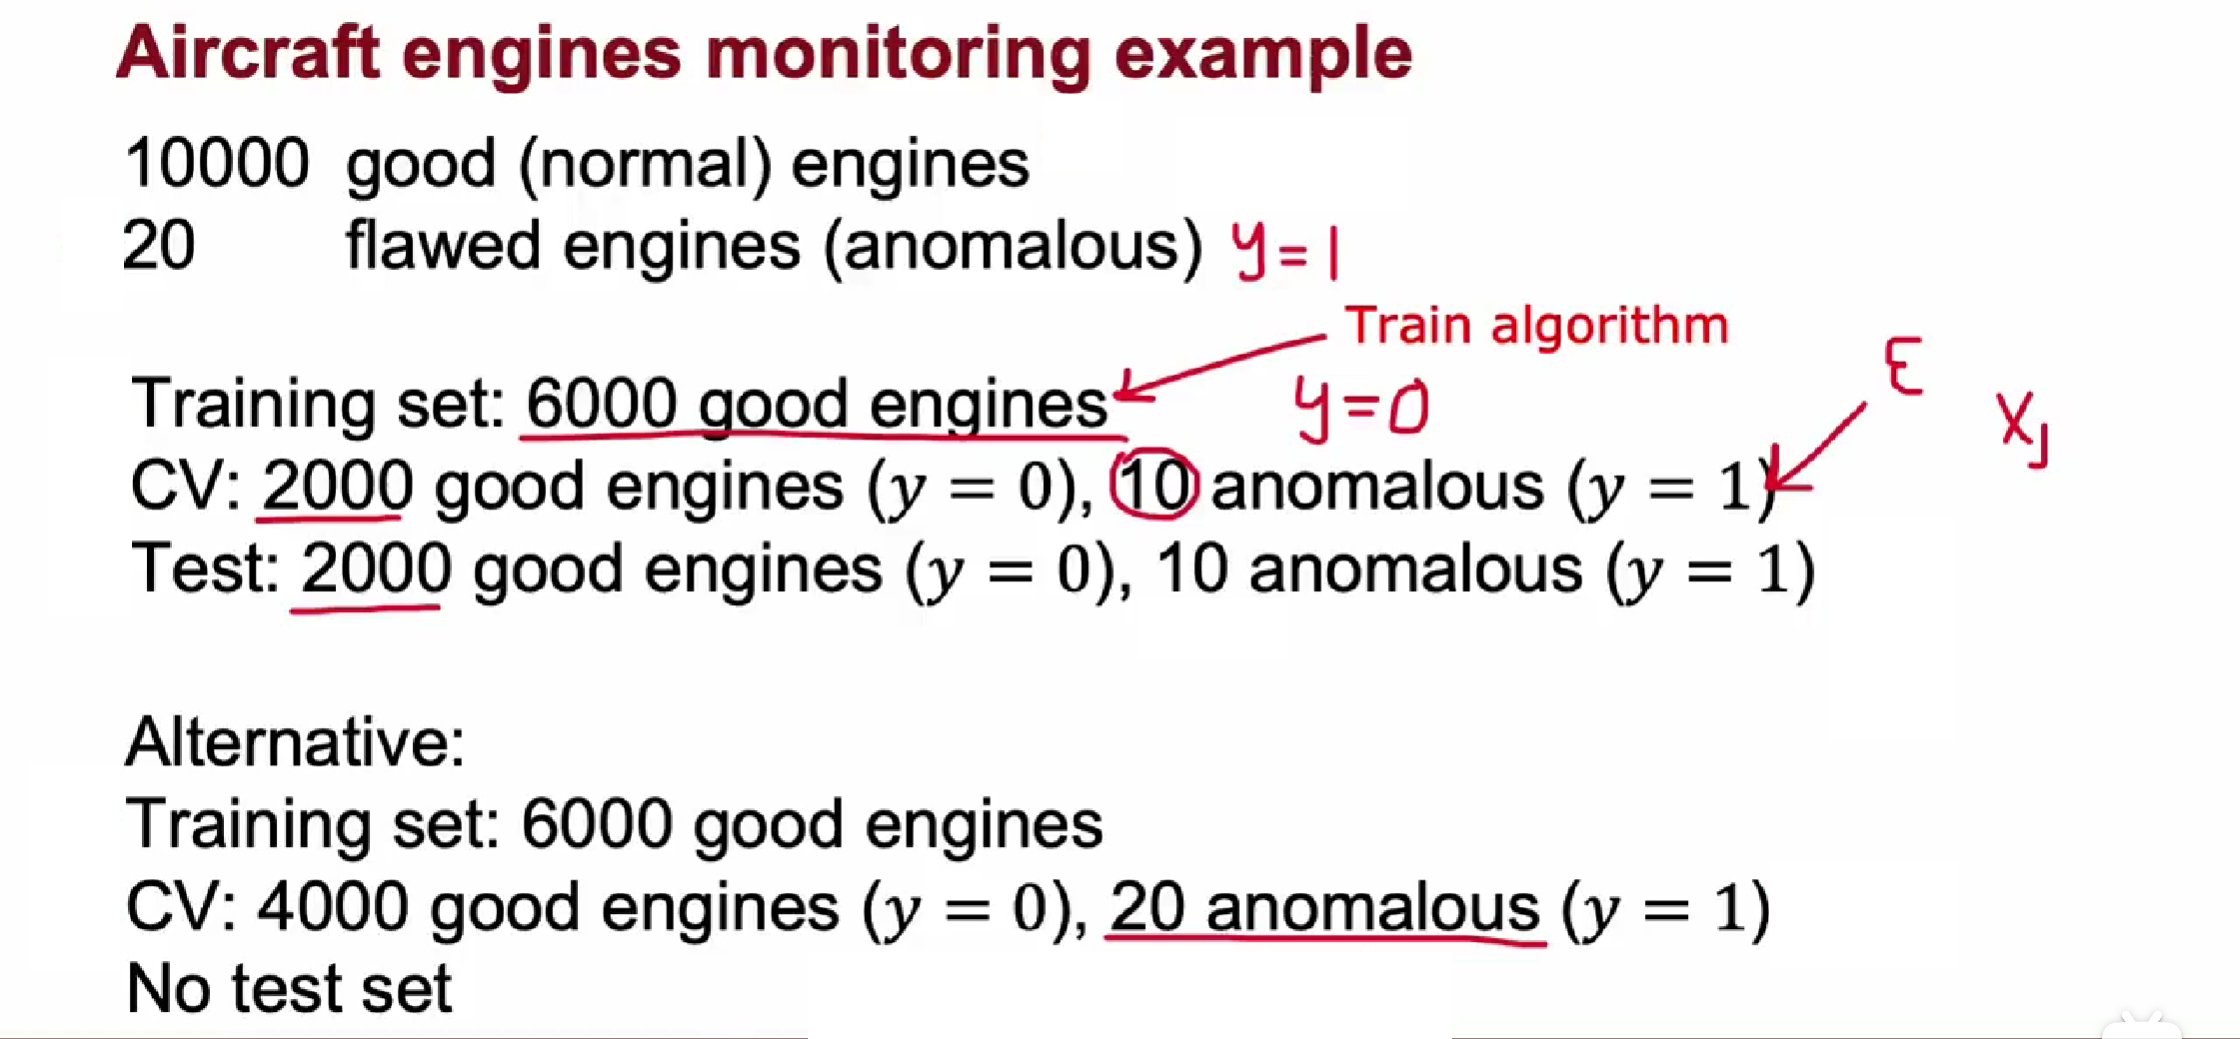 Aircraft engines monitoring example
10000 good (normal) engines
20 flawed engines (anomalous) y=1
Train algorithm
Training set: 6000 good engines y=0
ε
xj
CV: 2000 good engines (y = 0), 10 anomalous (y = 1)
Test: 2000 good engines (y = 0), 10 anomalous (y = 1)
Alternative:
Training set: 6000 good engines
CV: 4000 good engines (y = 0), 20 anomalous (y = 1)
No test set